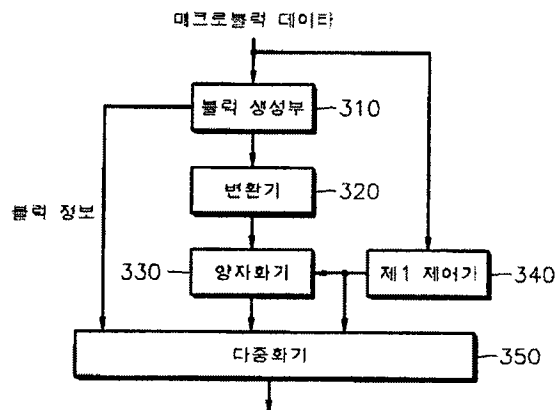 매크로블럭 데이타
블럭 생성부
310
변환기
320
블럭 정보
330
양자화기
제1 제어기
340
다중화기
350